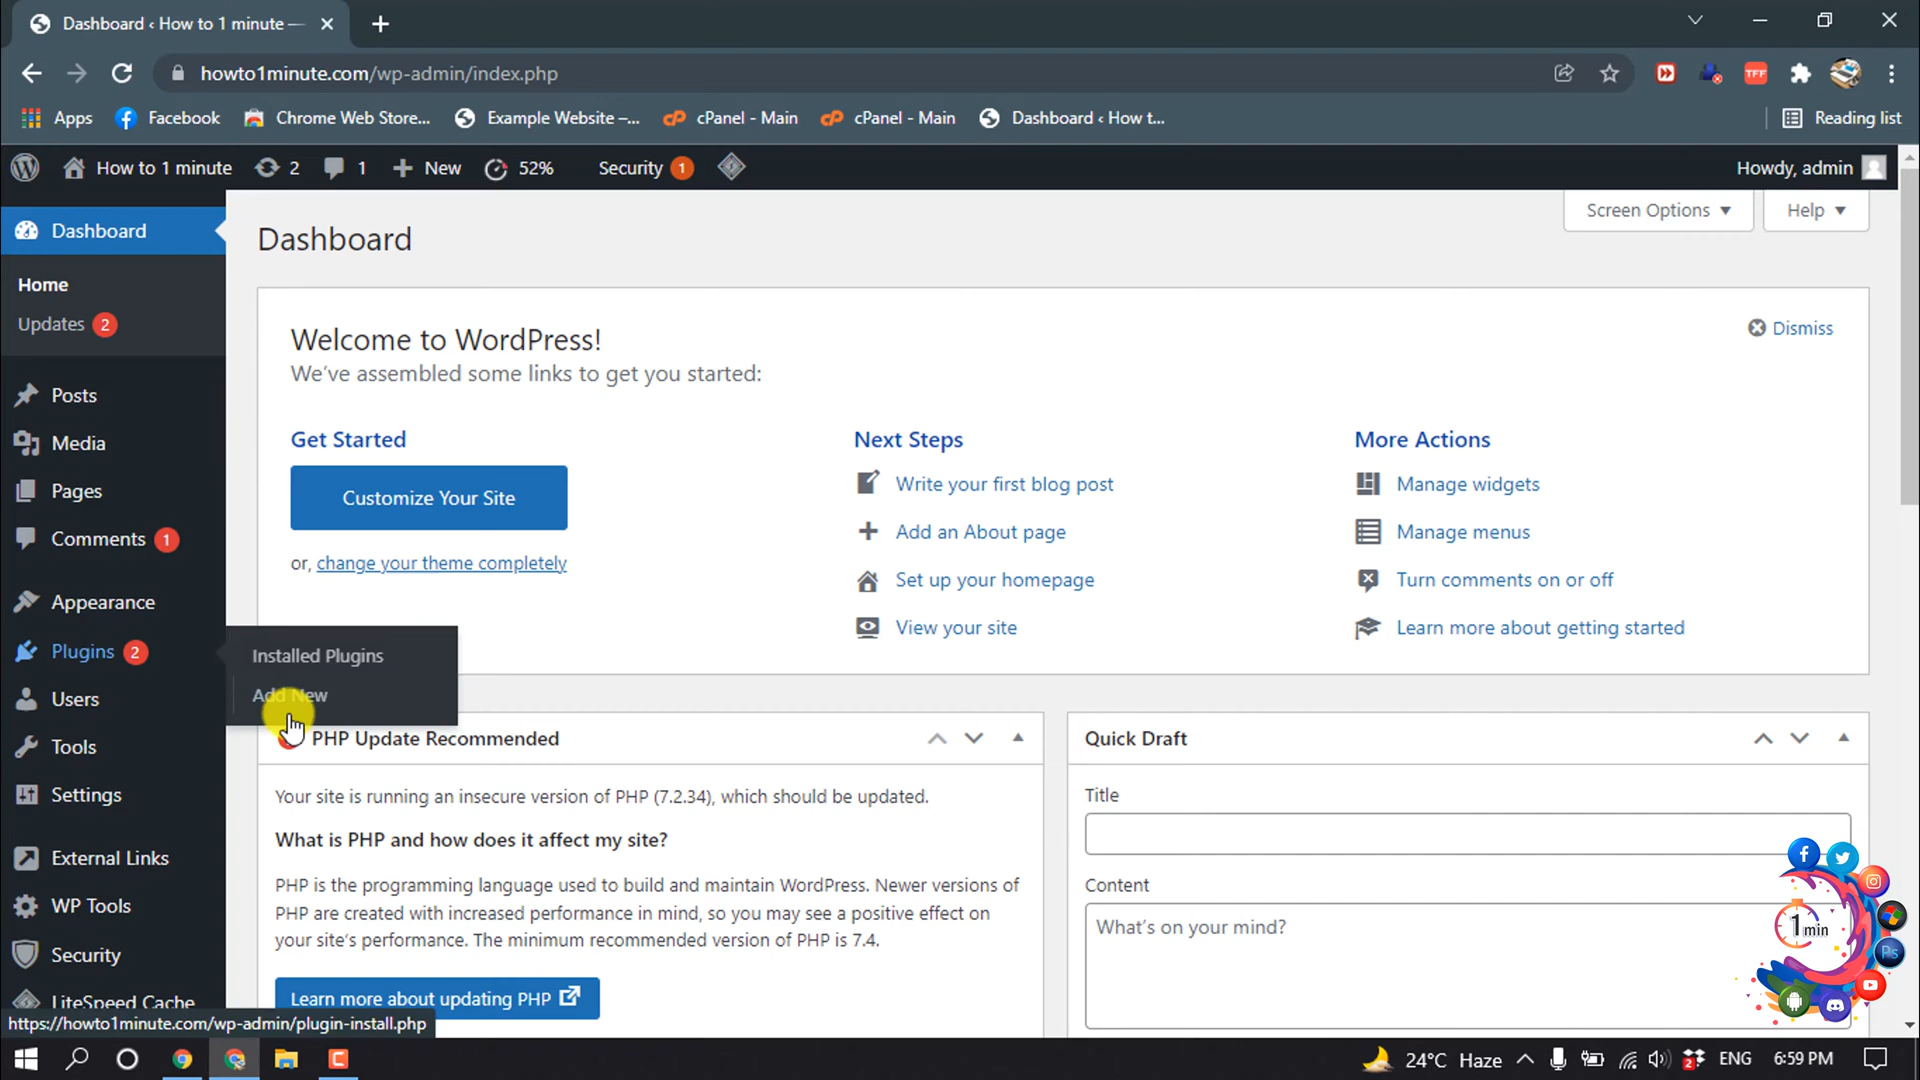 Dashboard ‹ How to 1 minute —
howto1minute.com/wp-admin/index.php
TFF
Apps
Facebook
Chrome Web Store...
Example Website –...
cPanel - Main
cPanel - Main
Dashboard ‹ How t...
Reading list
How to 1 minute
2
1
New
52%
Security 1
Howdy, admin
Dashboard
Home
Updates 2
Posts
Media
Pages
Comments 1
Appearance
Plugins 2
Users
Tools
Settings
External Links
WP Tools
Security
LiteSpeed Cache
Installed Plugins
Add New
Screen Options
Help
Dashboard
Welcome to WordPress!
We've assembled some links to get you started:
Dismiss
Get Started
Customize Your Site
or, change your theme completely
Next Steps
Write your first blog post
Add an About page
Set up your homepage
View your site
More Actions
Manage widgets
Manage menus
Turn comments on or off
Learn more about getting started
PHP Update Recommended
Your site is running an insecure version of PHP (7.2.34), which should be updated.
What is PHP and how does it affect my site?
PHP is the programming language used to build and maintain WordPress. Newer versions of
PHP are created with increased performance in mind, so you may see a positive effect on
your site's performance. The minimum recommended version of PHP is 7.4.
Learn more about updating PHP
Quick Draft
Title
Content
What's on your mind?
1 min
Ps
https://howto1minute.com/wp-admin/plugin-install.php
24°C Haze
2
ENG
6:59 PM